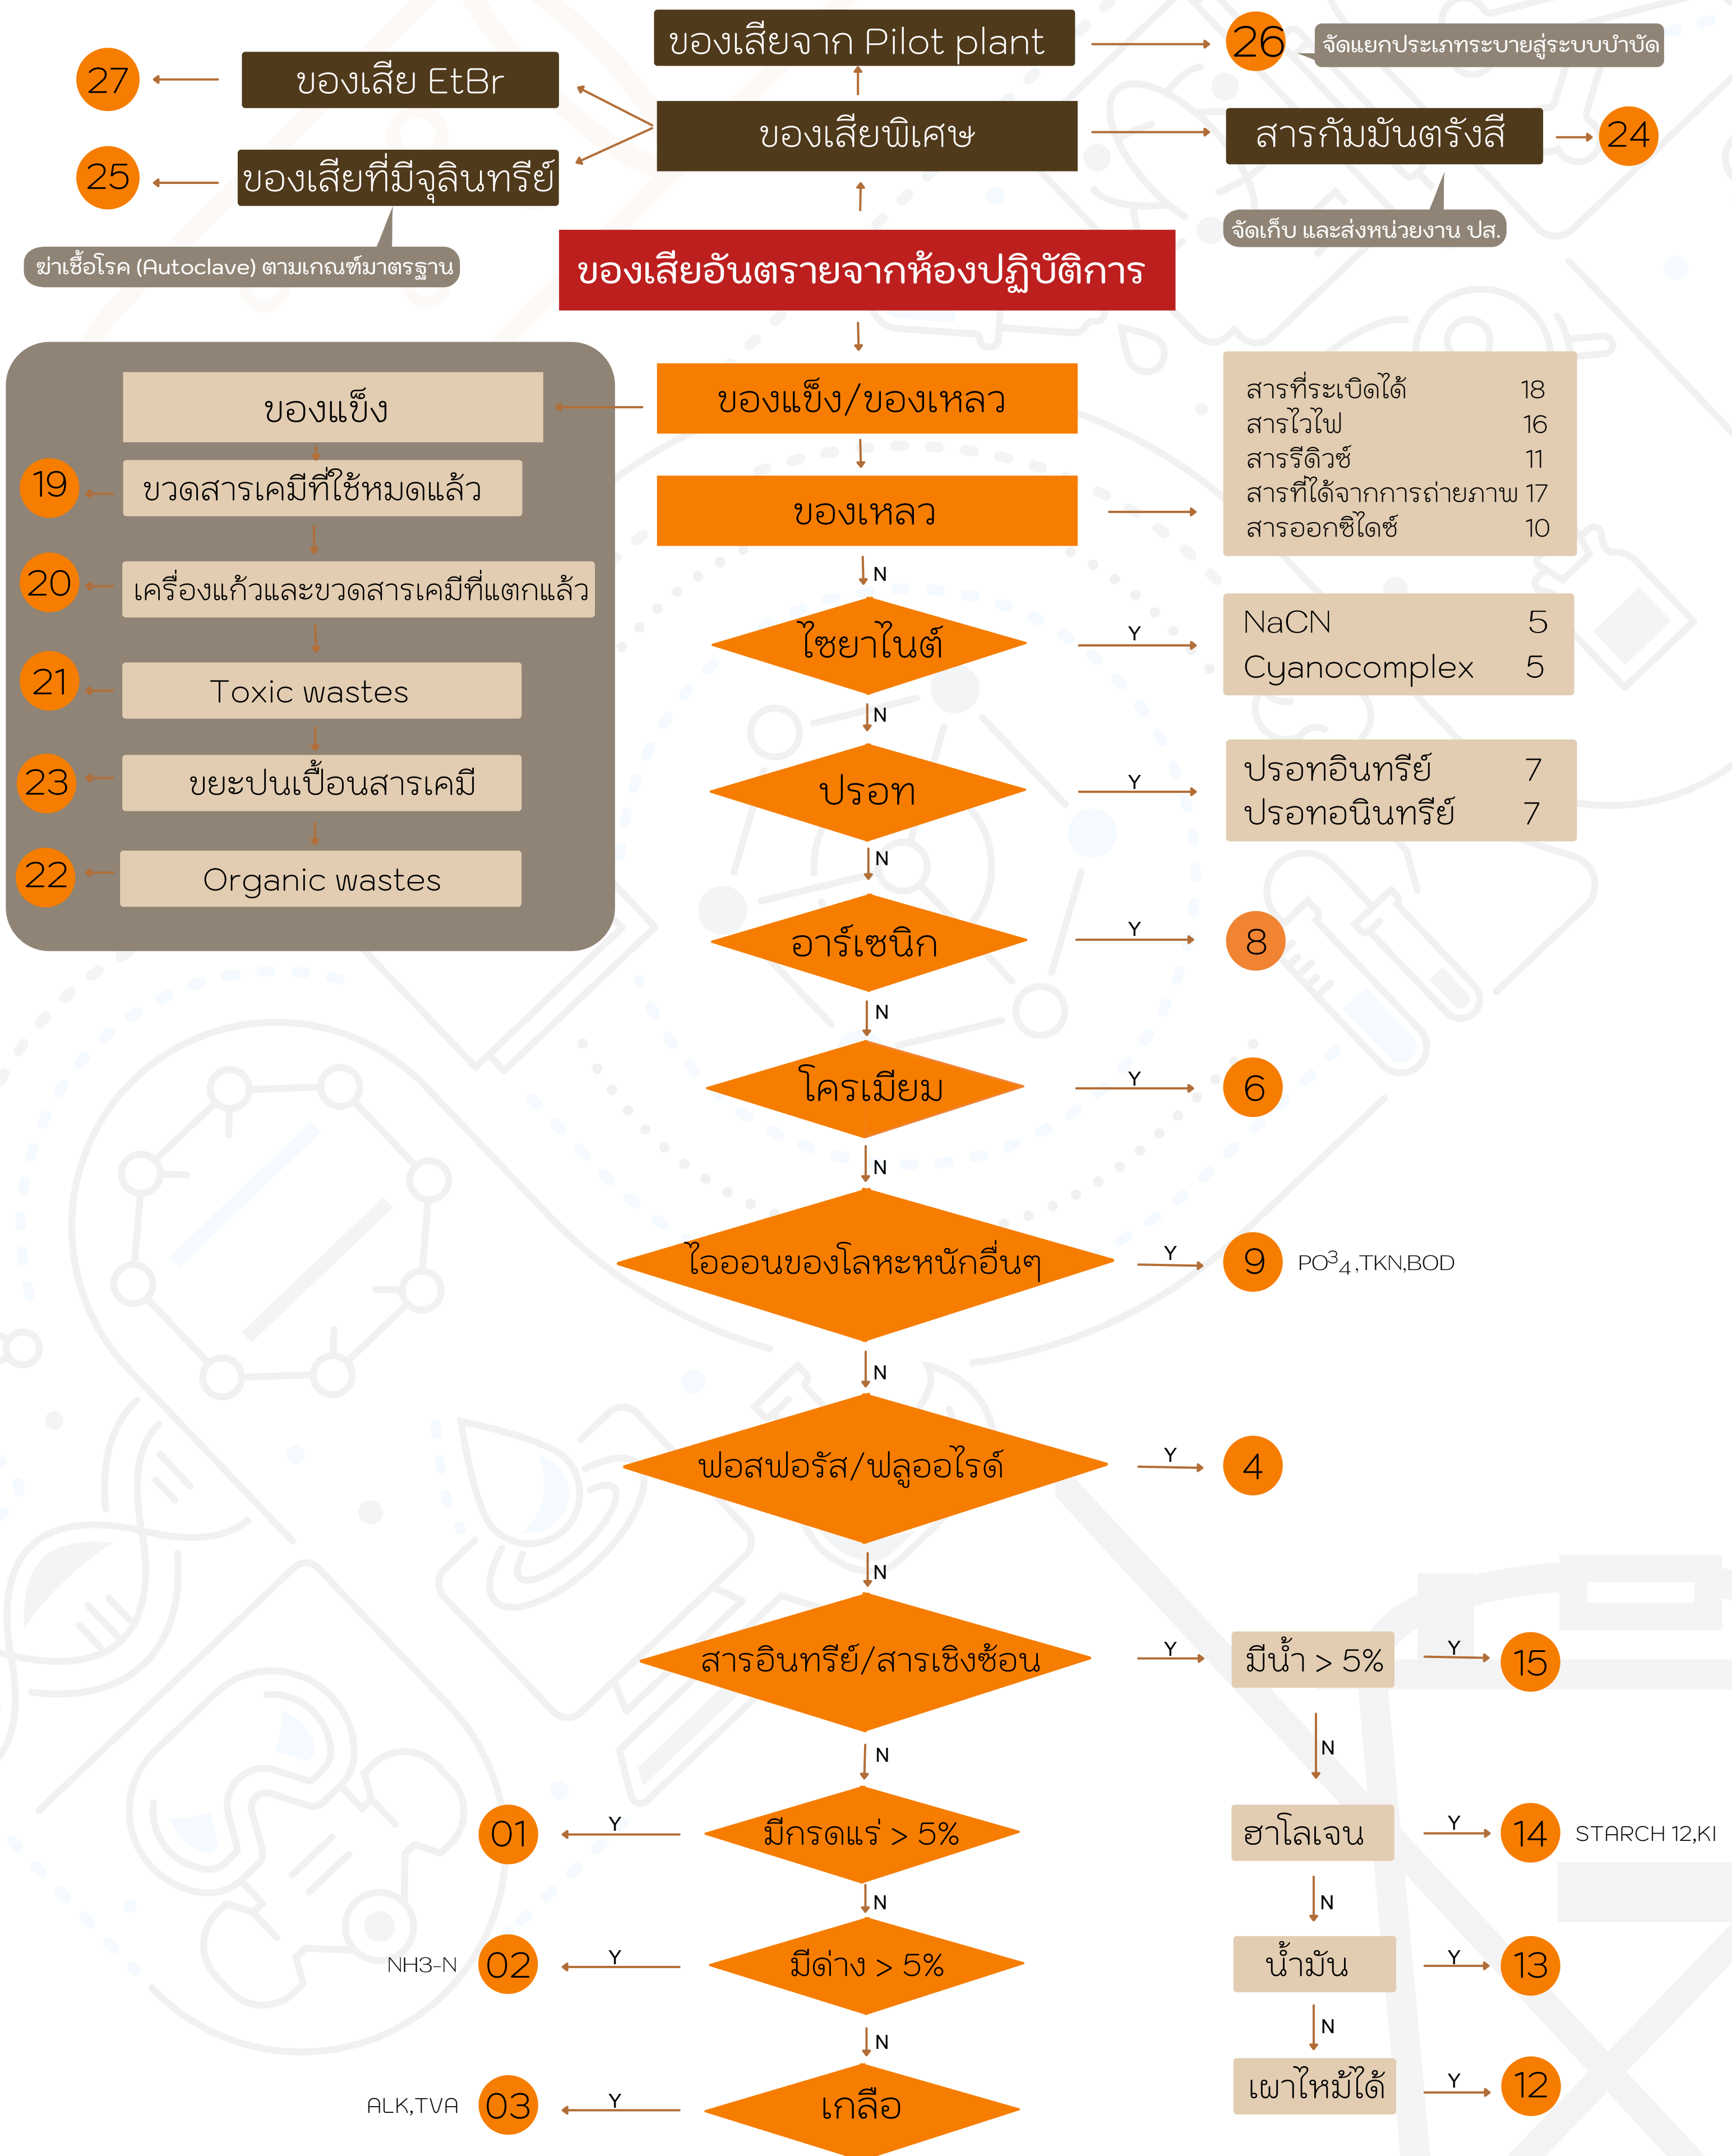 ของเสียจาก Pilot plant
26
จัดแยกประเภทระบายสู่ระบบบำบัด
27
ของเสีย EtBr
ของเสียพิเศษ
สารกัมมันตรังสี
24
25
ของเสียที่มีจุลินทรีย์
จัดเก็บ และส่งหน่วยงาน ปส.
ฆ่าเชื้อโรค (Autoclave) ตามเกณฑ์มาตรฐาน
ของเสียอันตรายจากห้องปฏิบัติการ
ของแข็ง/ของเหลว
ของแข็ง
19
ขวดสารเคมีที่ใช้หมดแล้ว
20
เครื่องแก้วและขวดสารเคมีที่แตกแล้ว
21
Toxic wastes
23
ขยะปนเปื้อนสารเคมี
22
Organic wastes
ของเหลว
สารที่ระเบิดได้ 18
สารไวไฟ 16
สารรีดิวซ์ 11
สารที่ได้จากการถ่ายภาพ 17
สารออกซิไดซ์ 10
N
ไซยาไนต์
Y
NaCN 5
Cyanocomplex 5
N
ปรอท
Y
ปรอทอินทรีย์ 7
ปรอทอนินทรีย์ 7
N
อาร์เซนิก
Y
8
N
โครเมียม
Y
6
N
ไอออนของโลหะหนักอื่นๆ
Y
9
PO³₄,TKN,BOD
N
ฟอสฟอรัส/ฟลูออไรด์
Y
4
N
สารอินทรีย์/สารเชิงซ้อน
Y
มีน้ำ > 5%
Y
15
N
N
มีกรดแร่ > 5%
Y
01
ฮาโลเจน
Y
14
STARCH 12,KI
N
N
มีด่าง > 5%
Y
02
NH3-N
น้ำมัน
Y
13
N
N
เกลือ
Y
03
ALK,TVA
เผาไหม้ได้
Y
12